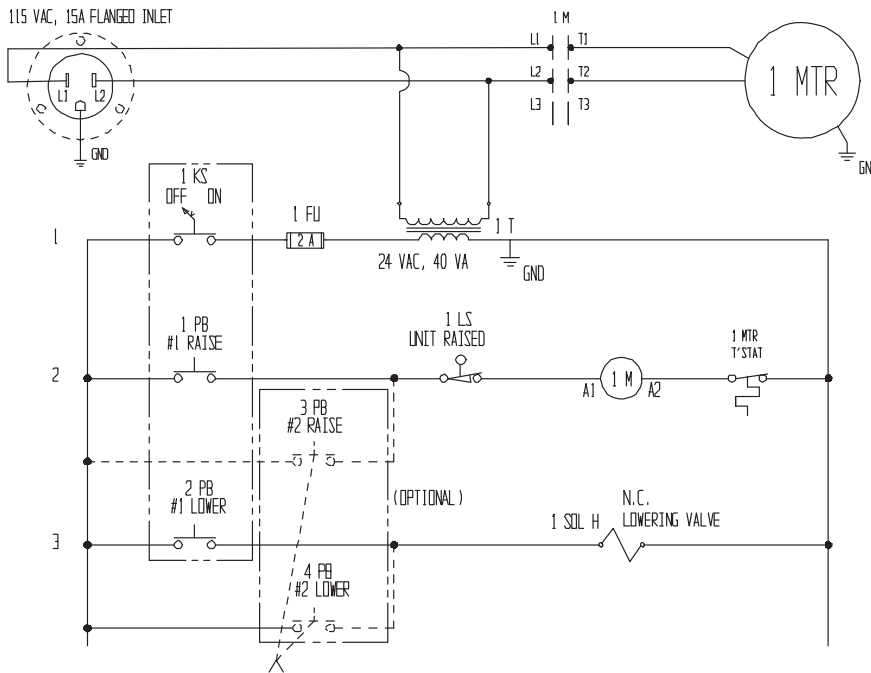 115 VAC, 15A FLANGED INLET
1 M
L1 T1
L2 T2
L3 T3
L1 L2
GND
1 MTR
GN
1 KS
OFF ON
1 FU
2 A
1 T
24 VAC, 40 VA
GND
1
1 PB
#1 RAISE
1 LS
UNIT RAISED
1 MTR
T'STAT
2
1 M
A1 A2
3 PB
#2 RAISE
2 PB
#1 LOWER
(OPTIONAL)
N.C.
1 SOL H LOWERING VALVE
3
4 PB
#2 LOWER